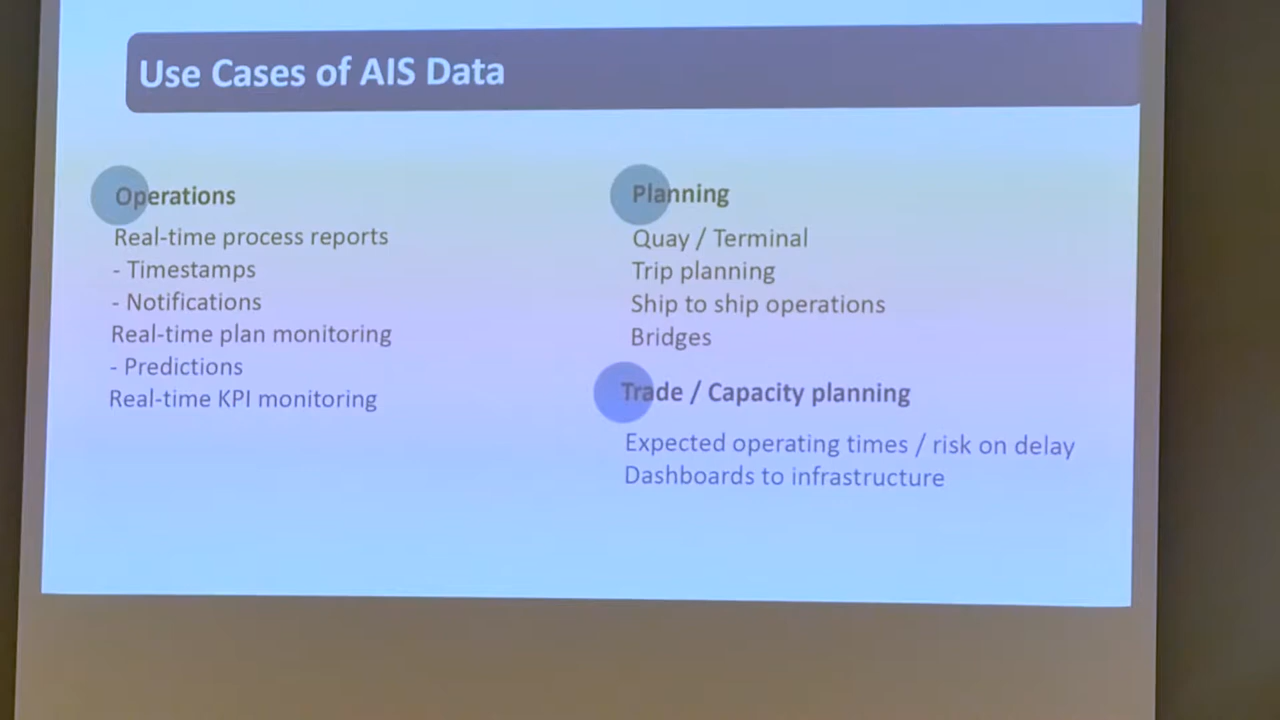 Use Cases of AIS Data
Operations
Real-time process reports
- Timestamps
- Notifications
Real-time plan monitoring
- Predictions
Real-time KPI monitoring
Planning
Quay / Terminal
Trip planning
Ship to ship operations
Bridges
Trade / Capacity planning
Expected operating times / risk on delay
Dashboards to infrastructure